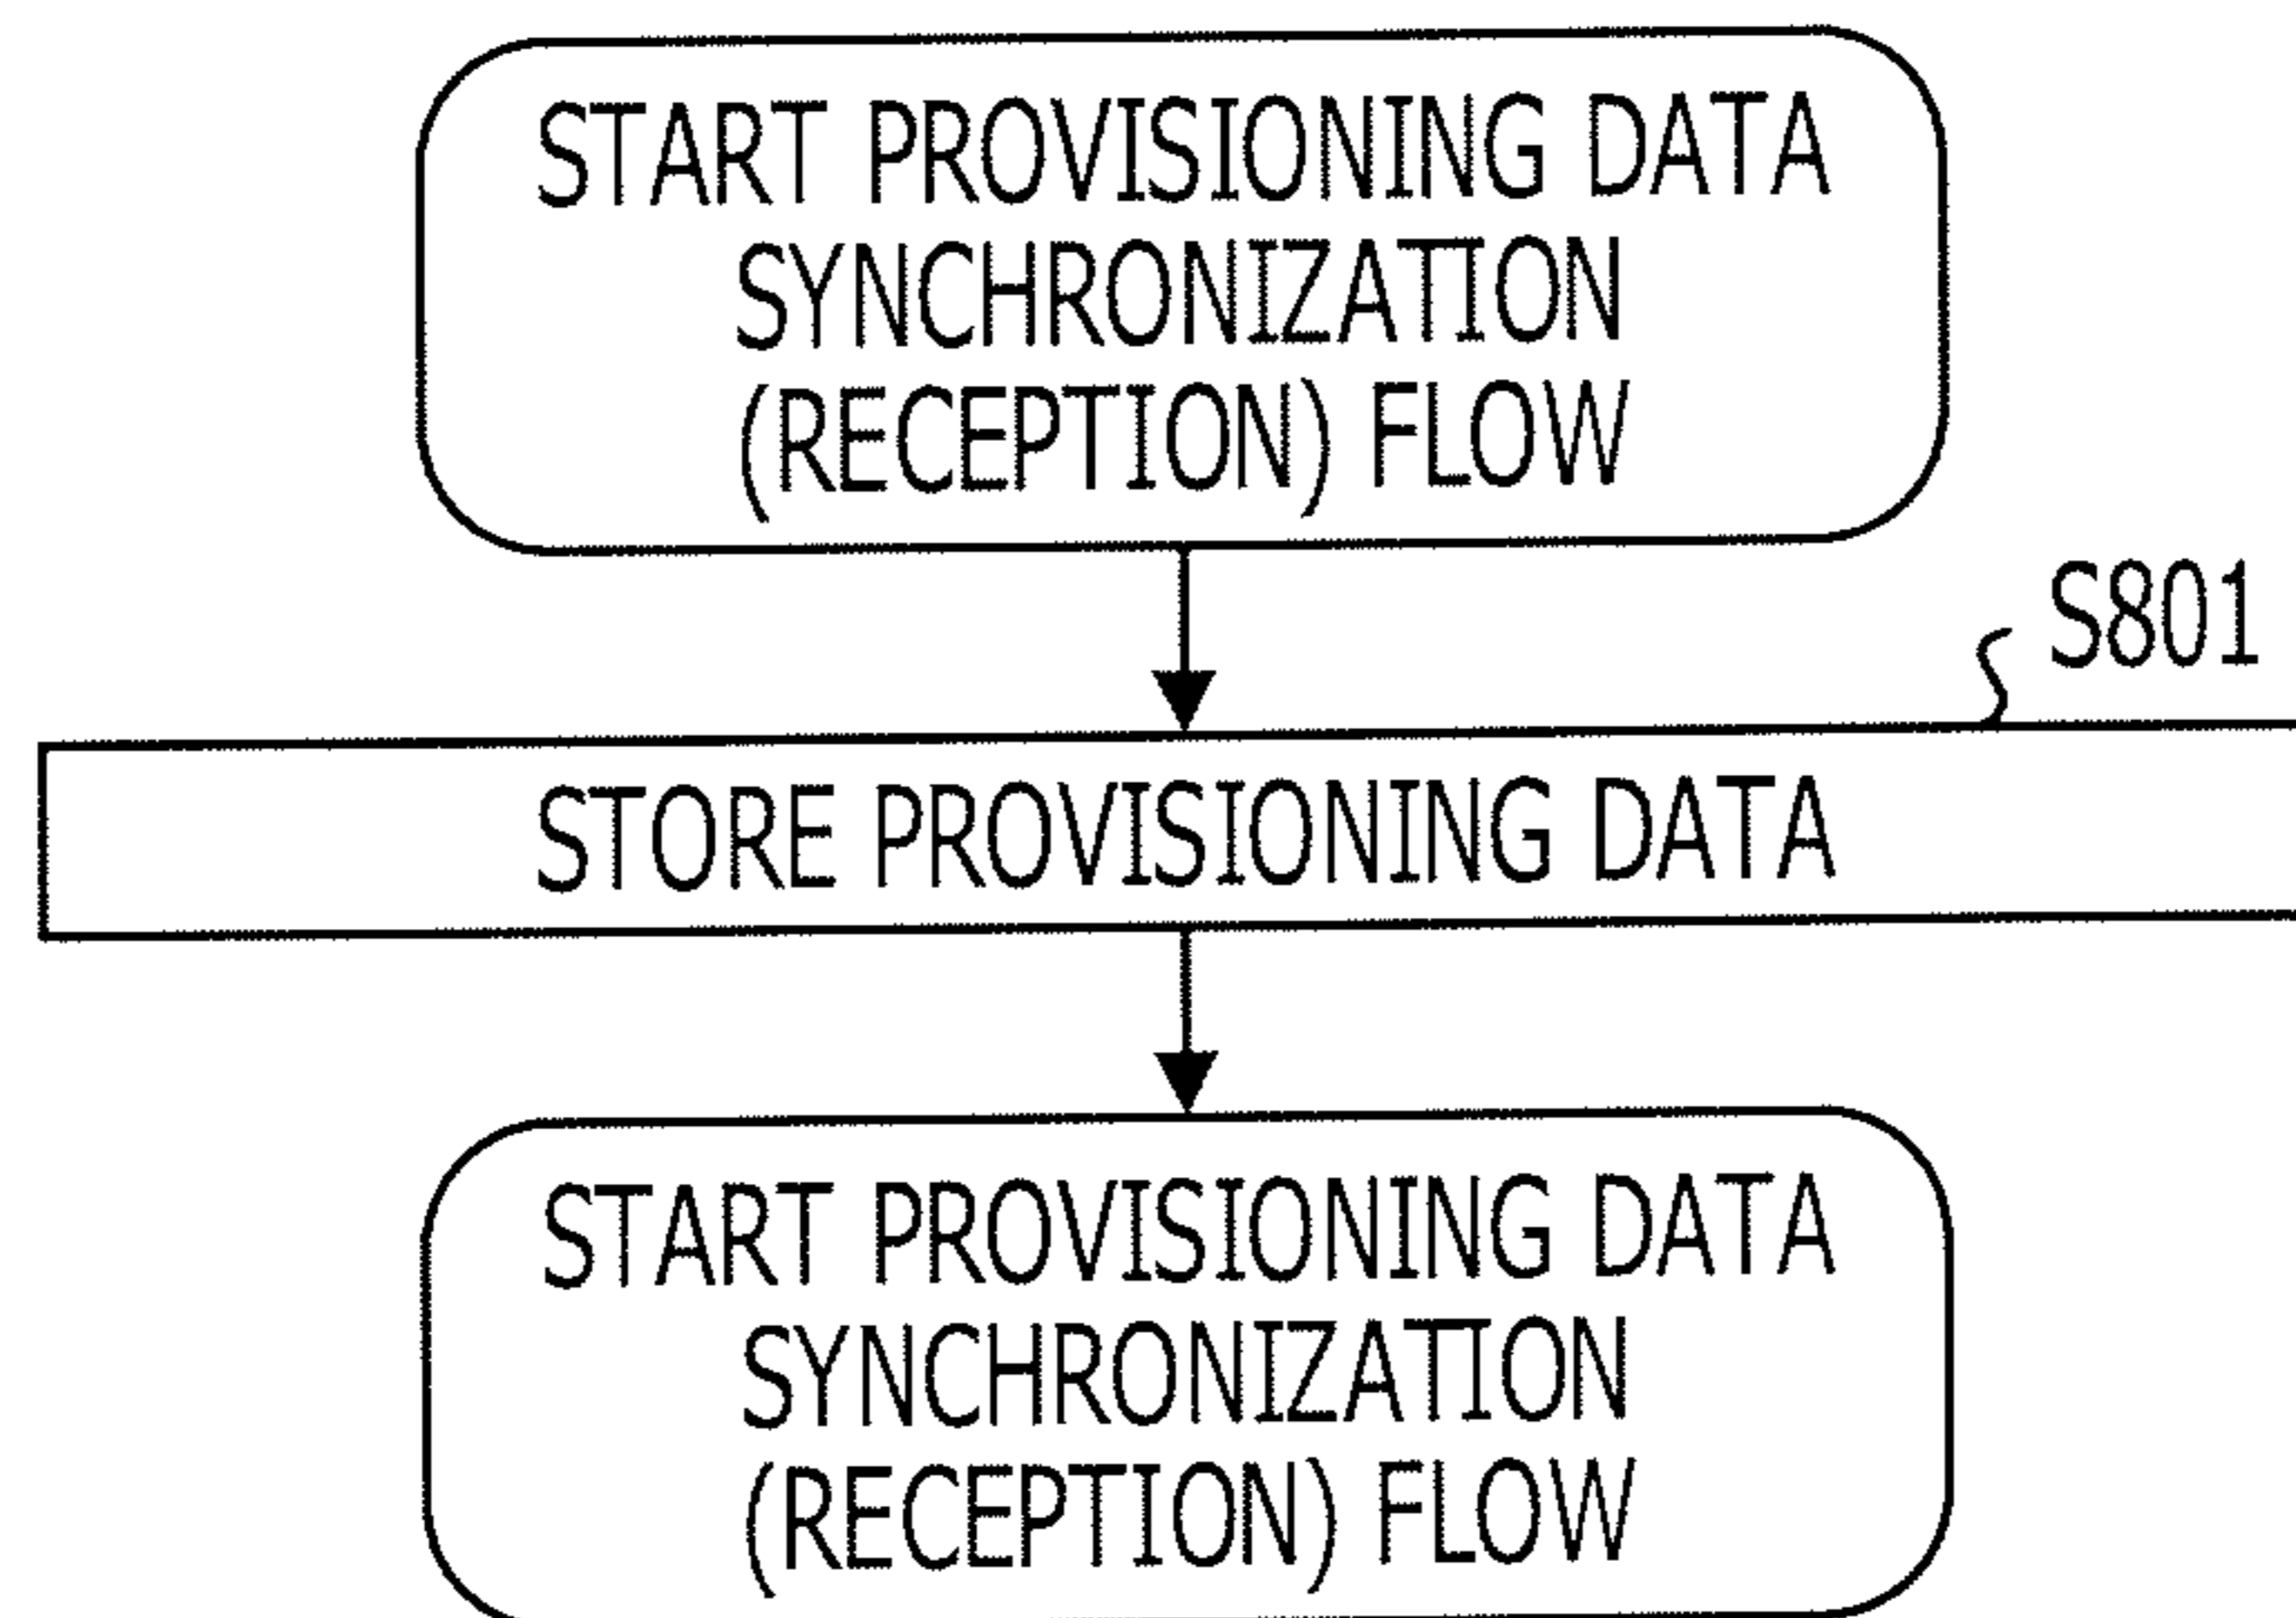 START PROVISIONING DATA
SYNCHRONIZATION
(RECEPTION) FLOW
S801
STORE PROVISIONING DATA
START PROVISIONING DATA
SYNCHRONIZATION
(RECEPTION) FLOW